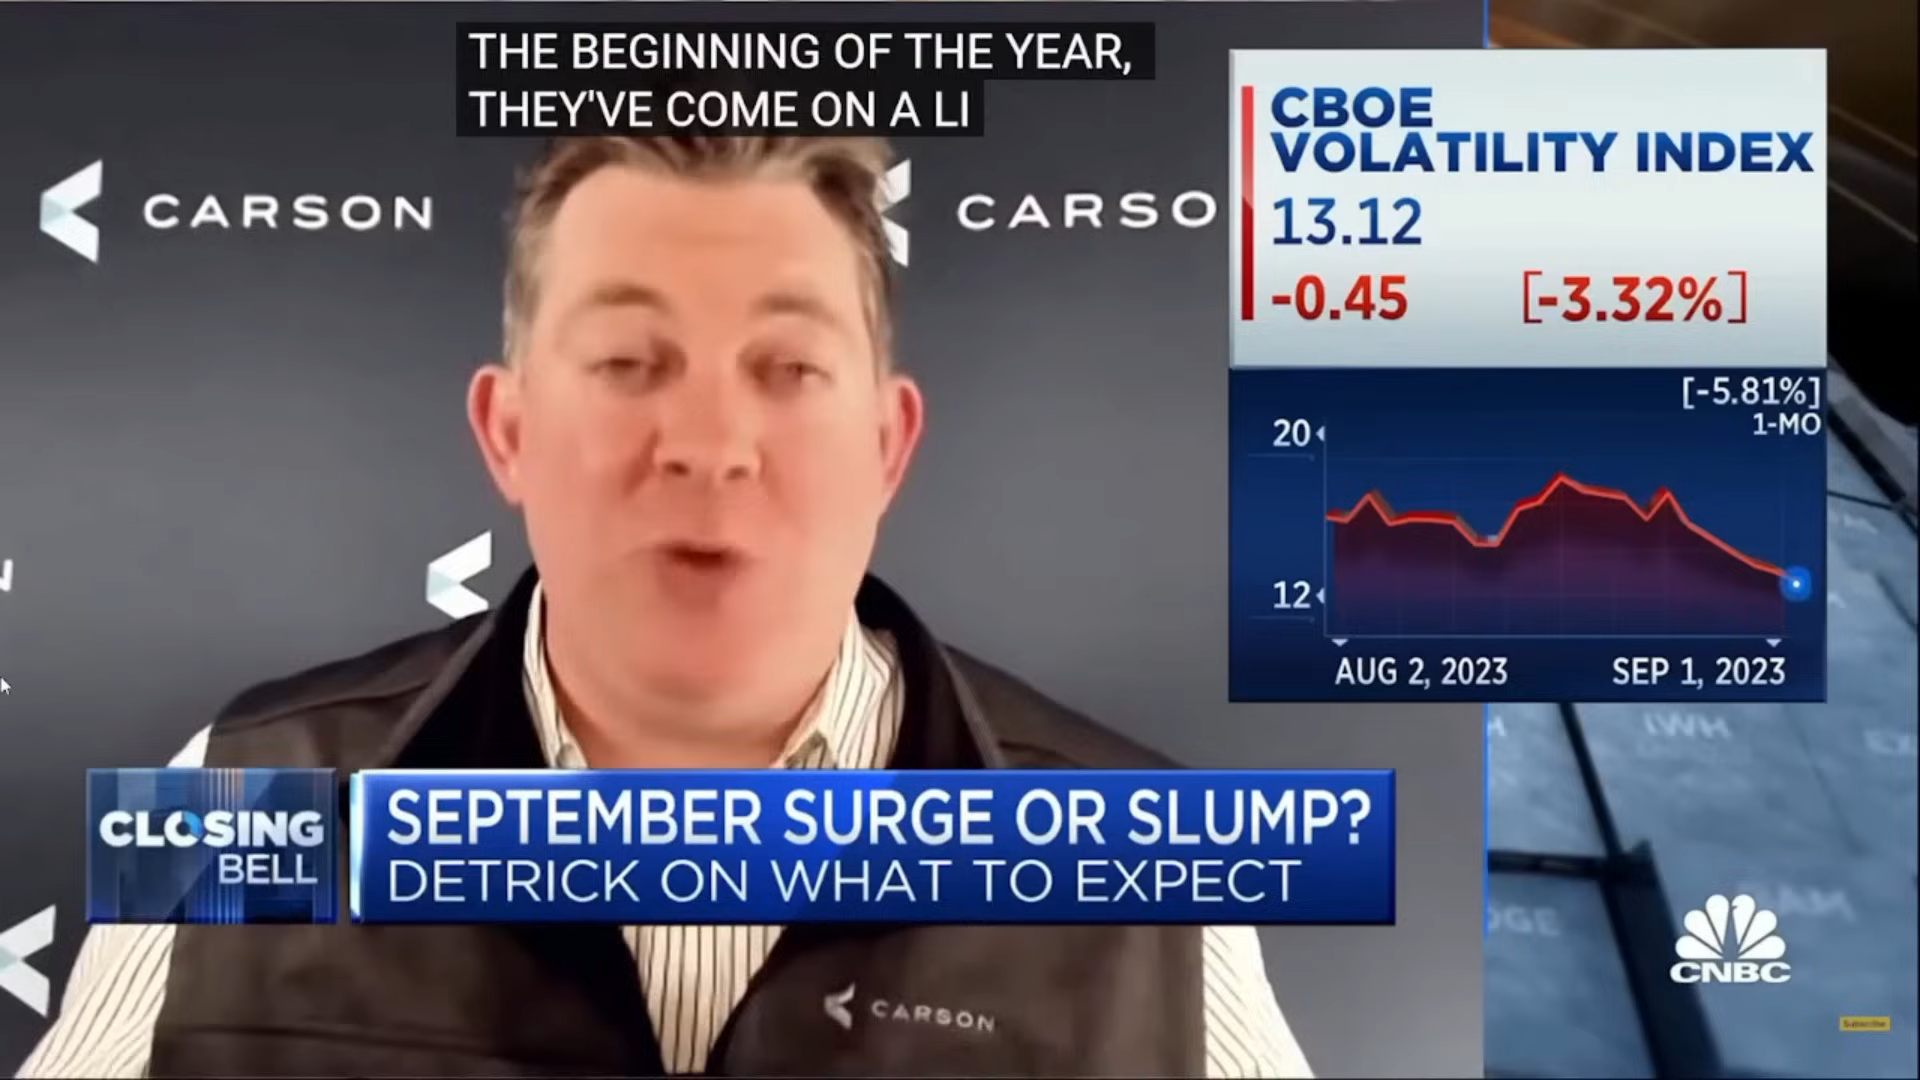 THE BEGINNING OF THE YEAR,
THEY'VE COME ON A LI
CARSON
CARSO
CBOE
VOLATILITY INDEX
13.12
-0.45 [-3.32%]
[-5.81%]
1-MO
20
12
AUG 2, 2023 SEP 1, 2023
N
CLOSING
BELL
SEPTEMBER SURGE OR SLUMP?
DETRICK ON WHAT TO EXPECT
CARSON
CNBC
Subscribe